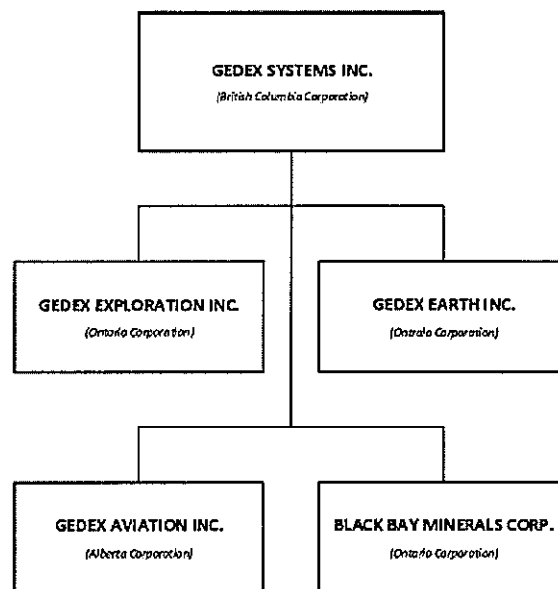 GEDEX SYSTEMS INC.
(British Columbia Corporation)
GEDEX EXPLORATION INC.
(Ontario Corporation)
GEDEX EARTH INC.
(Ontralo Corporation)
GEDEX AVIATION INC.
(Alberta Corporation)
BLACK BAY MINERALS CORP.
(Ontario Corporation)